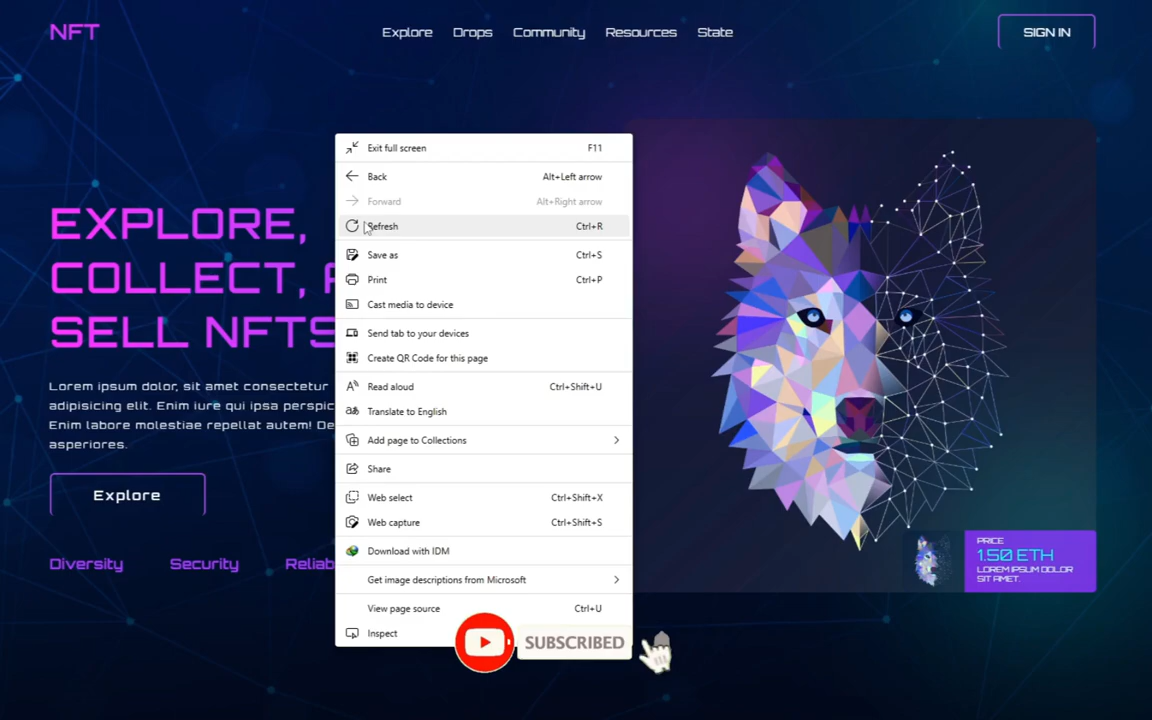 NFT
Explore
Drops
Community
Resources
State
SIGN IN
EXPLORE,
COLLECT,
SELL NFTS
Lorem ipsum dolor, sit amet consectetur
adipisicing elit. Enim iure qui ipsa
Enim labore molestiae repellat autem!
asperiores.
Explore
Diversity
Security
Exit full screen F11
Back Alt+Left arrow
Forward Alt+Right arrow
Refresh Ctrl+R
Save as Ctrl+S
Print Ctrl+P
Cast media to device
Send tab to your devices
Create QR Code for this page
Read aloud Ctrl+Shift+U
Translate to English
Add page to Collections
Share
Web select Ctrl+Shift+X
Web capture Ctrl+Shift+S
Download with IDM
Get image descriptions from Microsoft
View page source Ctrl+U
Inspect
SUBSCRIBED
PRICE
1.50 ETH
LOREM IPSUM DOLOR
SIT AMET.